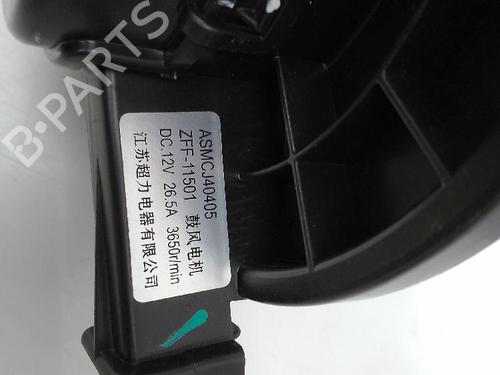 ASMCJ40405
ZFF-11501 鼓风电机
DC.12V 26.5A 3650r/min
江苏超力电器有限公司
B-PARTS